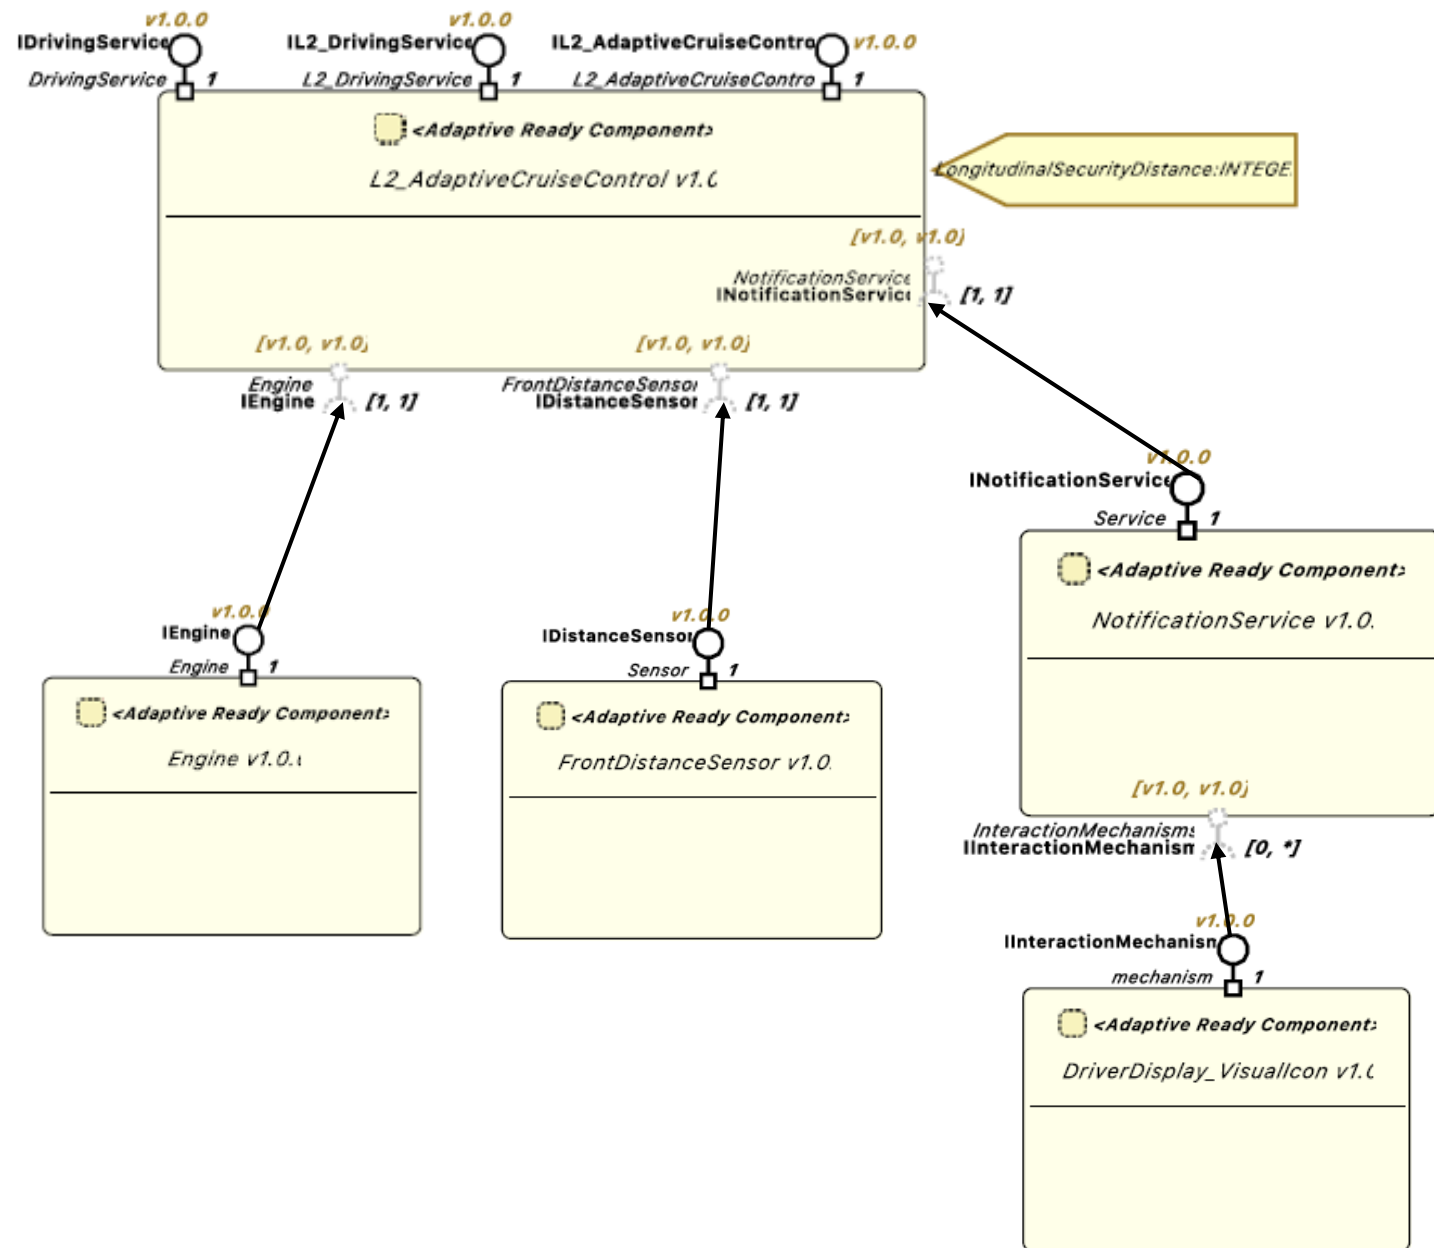 v1.0.0 v1.0.0
IDrivingService IL2_DrivingService IL2_AdaptiveCruiseContro v1.0.0
DrivingService 1 L2_DrivingService 1 L2_AdaptiveCruiseContro 1
<Adaptive Ready Component>
L2_AdaptiveCruiseControl v1.0
LongitudinalSecurityDistance:INTEGE
[v1.0, v1.0]
NotificationService
INotificationService [1, 1]
[v1.0, v1.0] [v1.0, v1.0]
Engine FrontDistanceSensor
IEngine [1, 1] IDistanceSensor [1, 1]
v1.0.0
INotificationService
Service 1
<Adaptive Ready Component>
NotificationService v1.0.
v1.0.0 v1.0.0
IEngine IDistanceSensor
Engine 1 Sensor 1
<Adaptive Ready Component> <Adaptive Ready Component>
Engine v1.0. FrontDistanceSensor v1.0.
[v1.0, v1.0]
InteractionMechanisms
IInteractionMechanism [0, *]
v1.0.0
IInteractionMechanism
mechanism 1
<Adaptive Ready Component>
DriverDisplay_VisualIcon v1.0